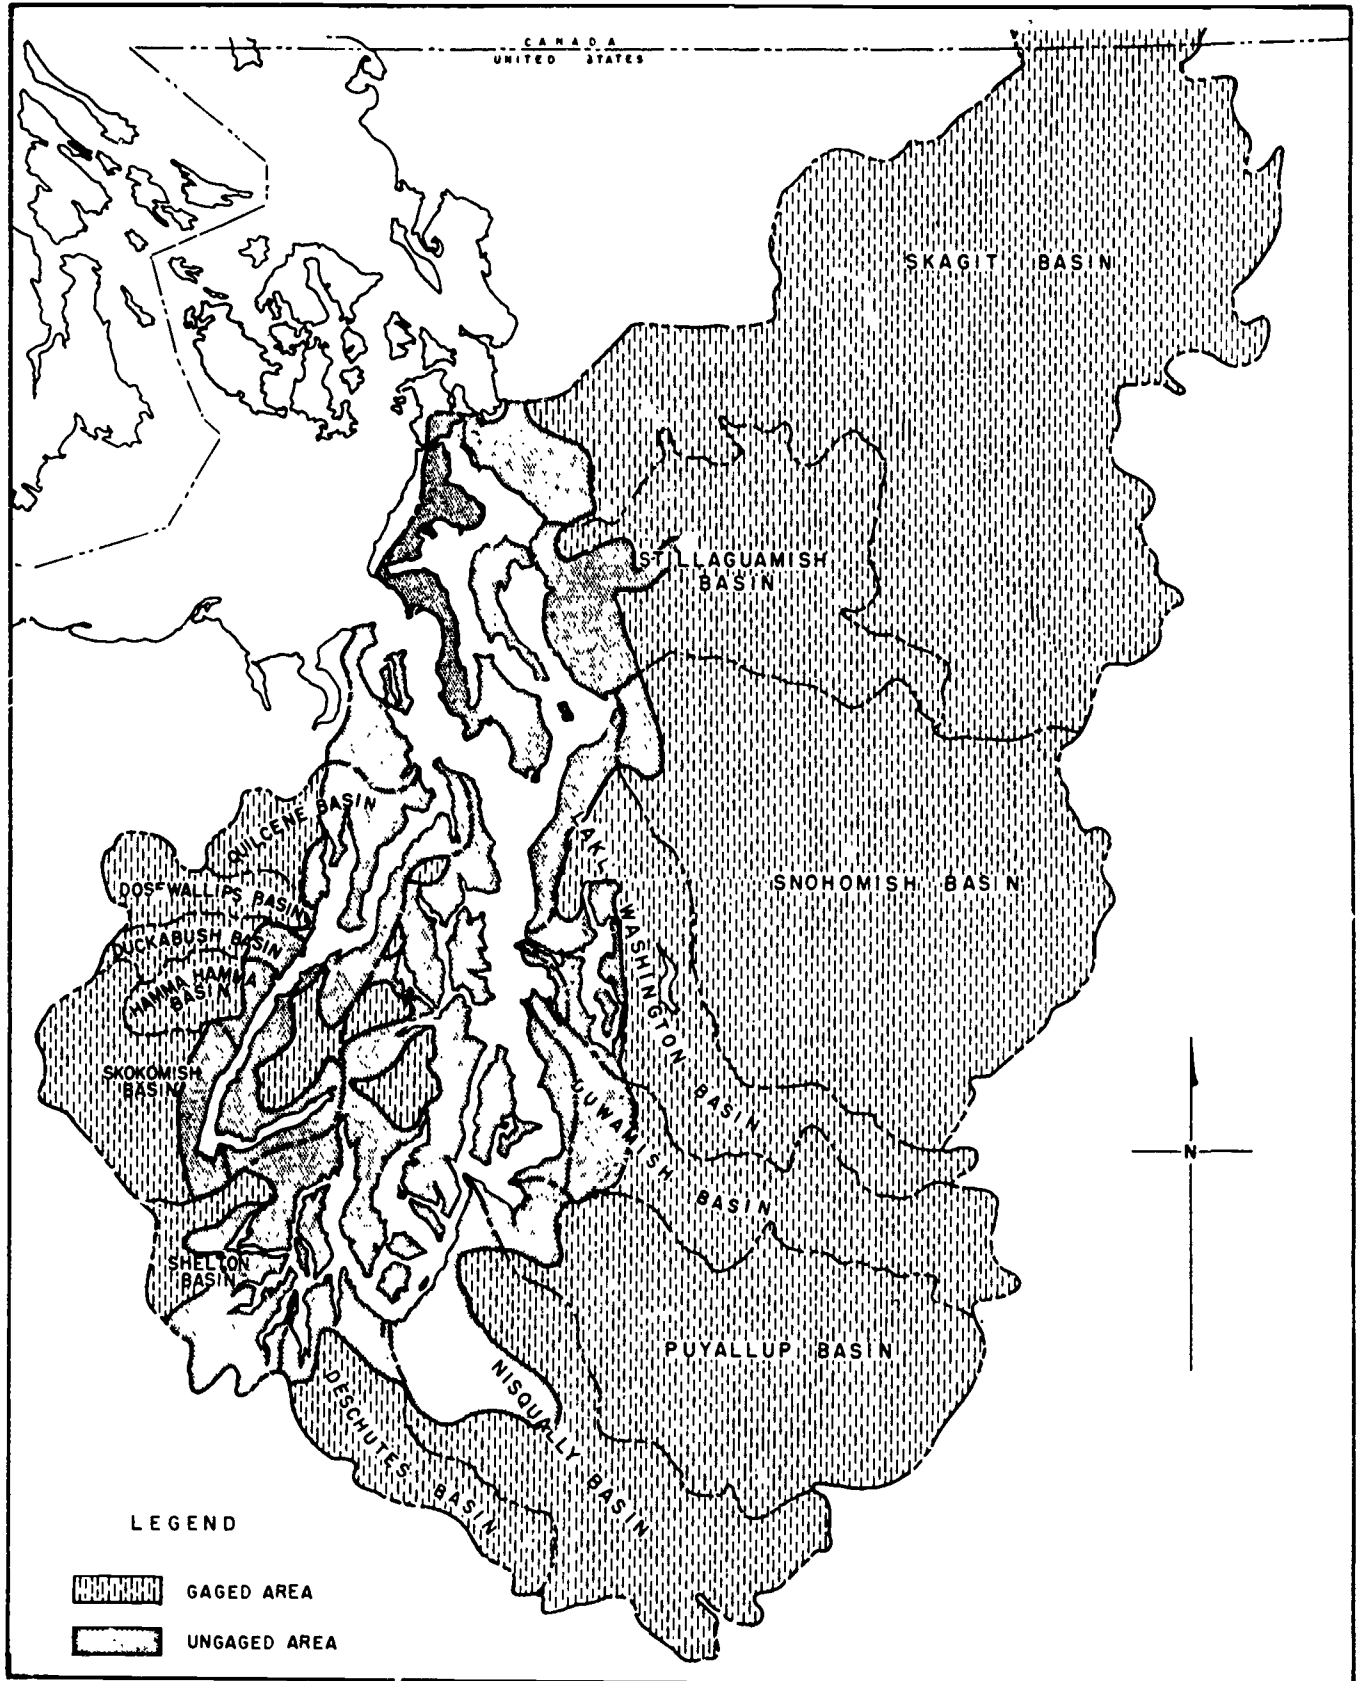 CANADA
UNITED STATES
SKAGIT BASIN
STILLAGUAMISH
BASIN
QUILCENE BASIN
LAKE WASHINGTON BASIN
SNOHOMISH BASIN
DOSEWALLIPS BASIN
DUCKABUSH BASIN
HAMMA HAMMA
BASIN
SKOKOMISH
BASIN
DUWAMISH BASIN
N
SHELTON
BASIN
PUYALLUP BASIN
NISQUALLY BASIN
DESCHUTES BASIN
LEGEND
GAGED AREA
UNGAGED AREA